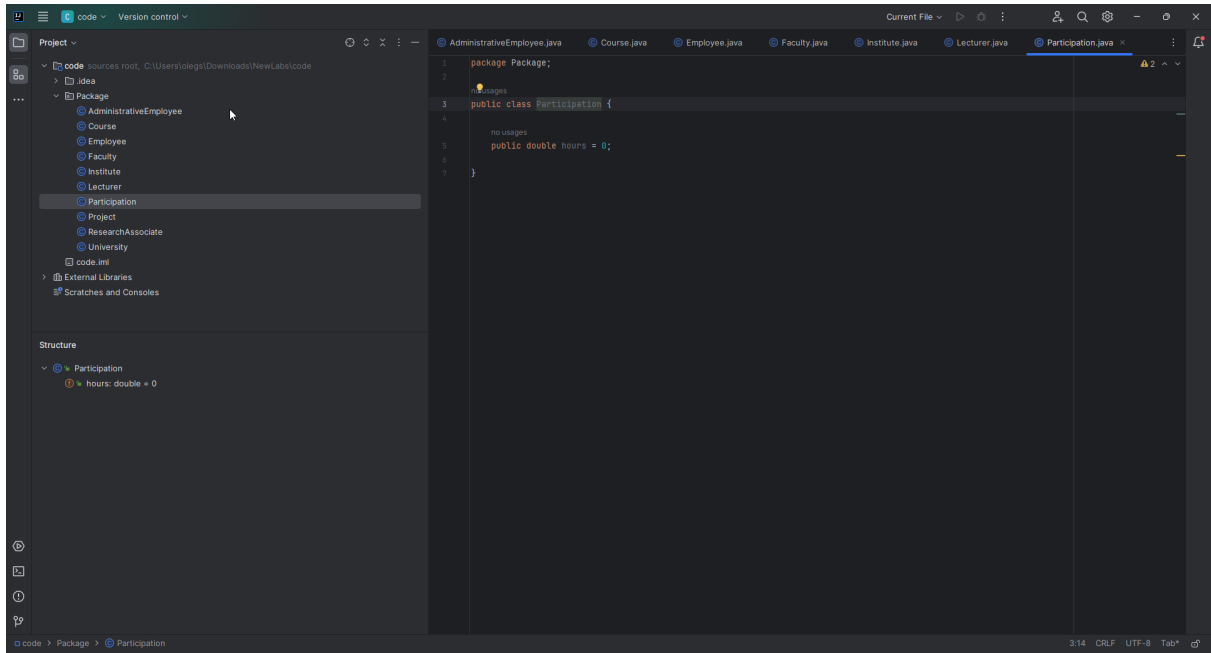 code Version control Current File
Project
AdministrativeEmployee.java Course.java Employee.java Faculty.java Institute.java Lecturer.java Participation.java
code sources root, C:\Users\olegs\Downloads\NewLabs\code
.idea
Package
AdministrativeEmployee
Course
Employee
Faculty
Institute
Lecturer
Participation
Project
ResearchAssociate
University
code.iml
External Libraries
Scratches and Consoles
1 package Package;
2
no usages
3 public class Participation {
4
no usages
5 public double hours = 0;
6
7 }
2
Structure
Participation
hours: double = 0
code > Package > Participation
3:14 CRLF UTF-8 Tab*